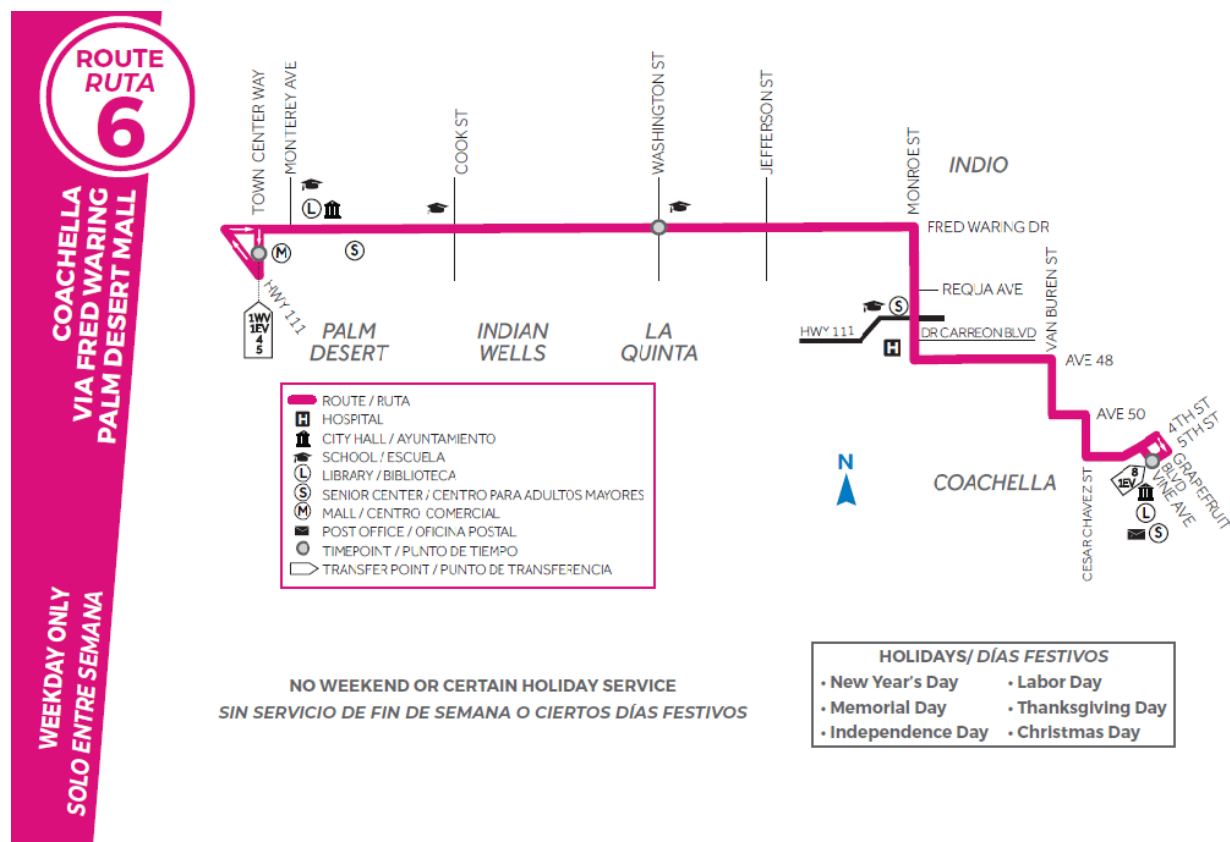 ROUTE
RUTA
6
COACHELLA
VIA FRED WARING
PALM DESERT MALL
WEEKDAY ONLY
SOLO ENTRE SEMANA
TOWN CENTER WAY
MONTEREY AVE
COOK ST
WASHINGTON ST
JEFFERSON ST
MONROE ST
INDIO
FRED WARING DR
L
M
S
HWY 111
1WV
1EV
4
5
PALM
DESERT
INDIAN
WELLS
LA
QUINTA
REQUA AVE
S
HWY 111
DR CARREON BLVD
H
VAN BUREN ST
AVE 48
AVE 50
4TH ST
5TH ST
GRAPEFRUIT
BLVD
VINE AVE
8
1EV
L
S
CESAR CHAVEZ ST
COACHELLA
N
ROUTE / RUTA
H HOSPITAL
CITY HALL / AYUNTAMIENTO
SCHOOL / ESCUELA
L LIBRARY / BIBLIOTECA
S SENIOR CENTER / CENTRO PARA ADULTOS MAYORES
M MALL / CENTRO COMERCIAL
POST OFFICE / OFICINA POSTAL
TIMEPOINT / PUNTO DE TIEMPO
TRANSFER POINT / PUNTO DE TRANSFERENCIA
NO WEEKEND OR CERTAIN HOLIDAY SERVICE
SIN SERVICIO DE FIN DE SEMANA O CIERTOS DÍAS FESTIVOS
HOLIDAYS/ DÍAS FESTIVOS
• New Year's Day
• Memorial Day
• Independence Day
• Labor Day
• Thanksgiving Day
• Christmas Day